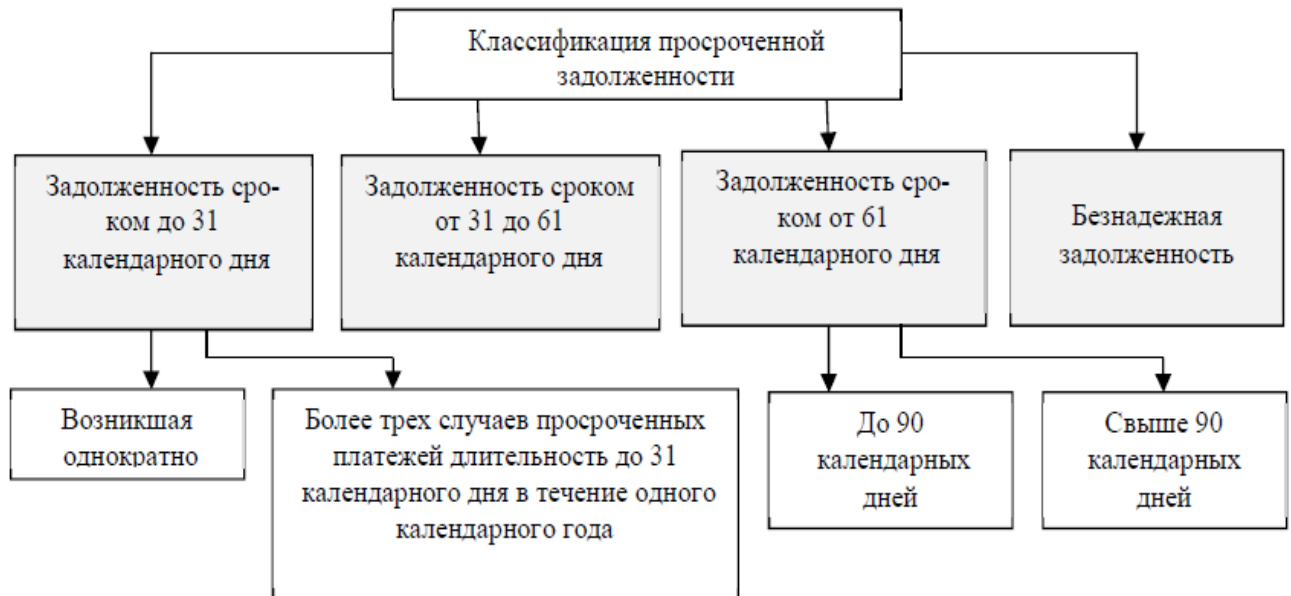 Классификация просроченной
задолженности
Задолженность сро-
ком до 31
календарного дня
Задолженность сроком
от 31 до 61
календарного дня
Задолженность сро-
ком от 61
календарного дня
Безнадежная
задолженность
Возникшая
однократно
Более трех случаев просроченных
платежей длительность до 31
календарного дня в течение одного
календарного года
До 90
календарных
дней
Свыше 90
календарных
дней